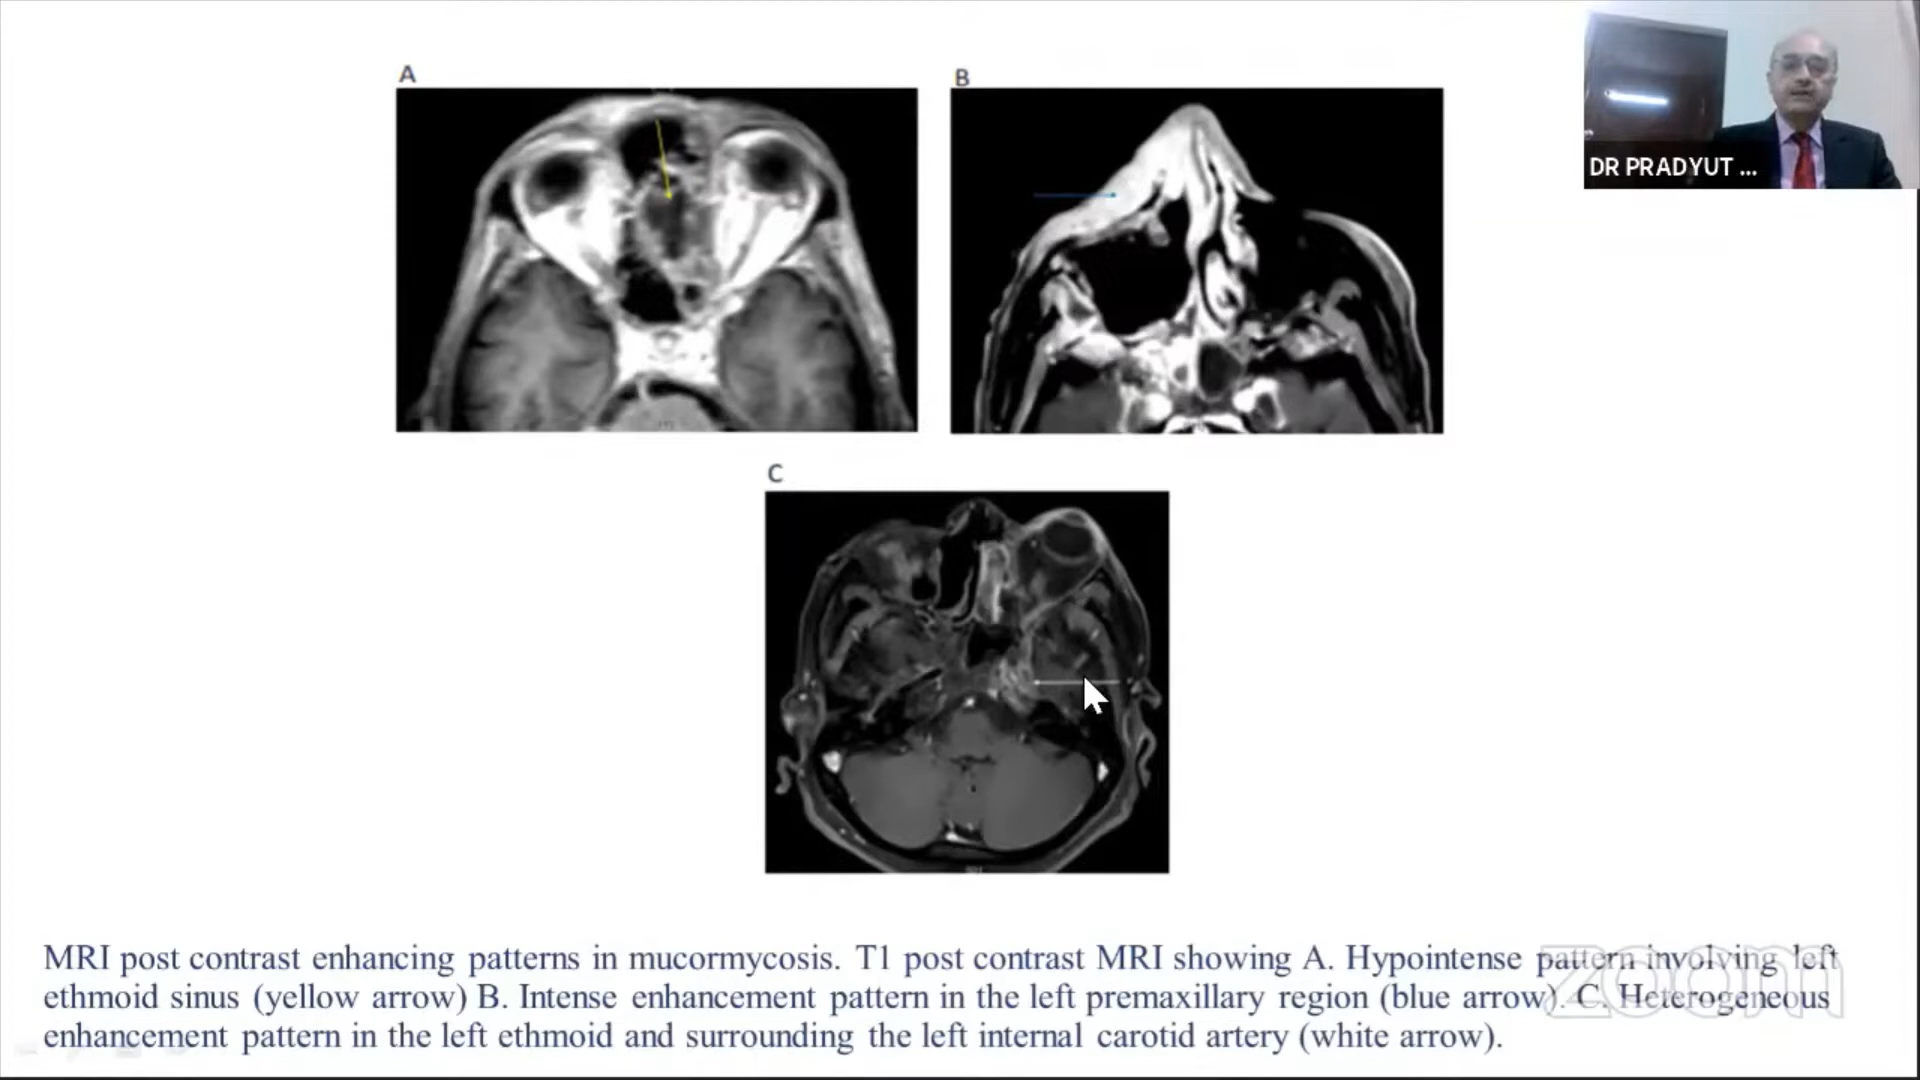 A
B
DR PRADYUT ...
C
MRI post contrast enhancing patterns in mucormycosis. T1 post contrast MRI showing A. Hypointense pattern involving left
ethmoid sinus (yellow arrow) B. Intense enhancement pattern in the left premaxillary region (blue arrow). C. Heterogeneous
enhancement pattern in the left ethmoid and surrounding the left internal carotid artery (white arrow).
zoom